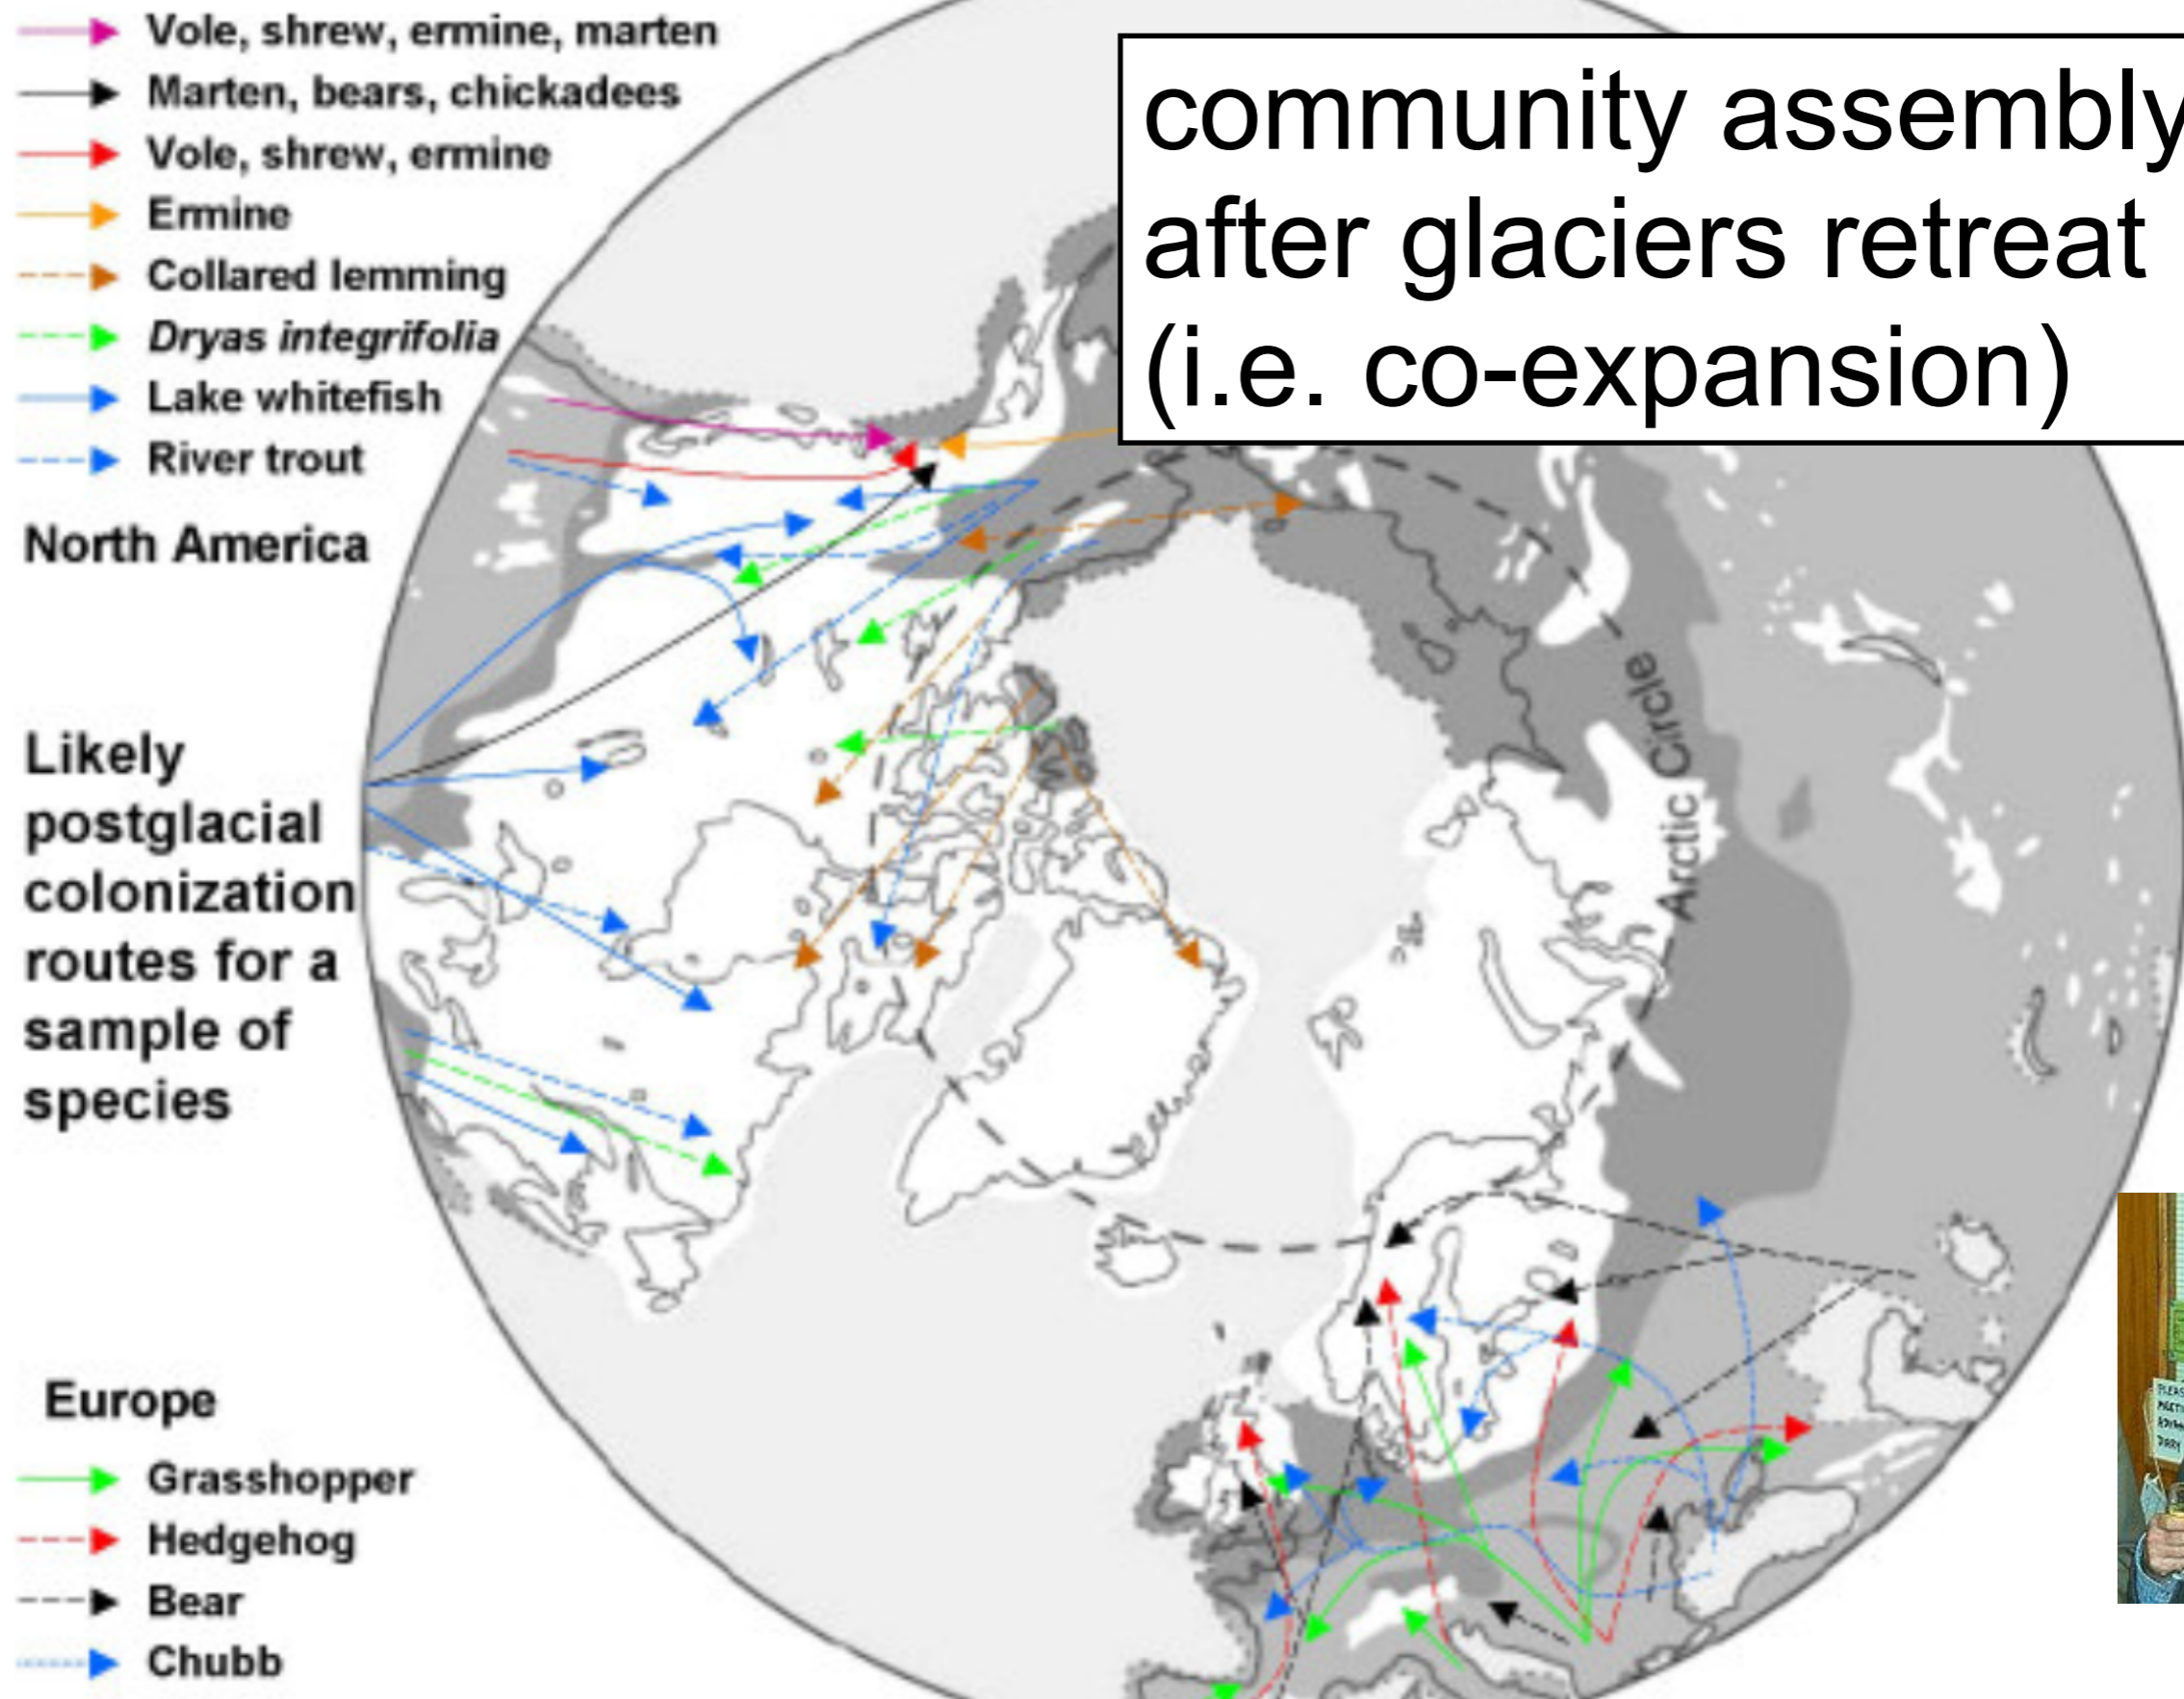 Vole, shrew, ermine, marten
Marten, bears, chickadees
Vole, shrew, ermine
Ermine
Collared lemming
Dryas integrifolia
Lake whitefish
River trout
North America
Likely
postglacial
colonization
routes for a
sample of
species
Europe
Grasshopper
Hedgehog
Bear
Chubb
community assembly
after glaciers retreat
(i.e. co-expansion)
Arctic Circle